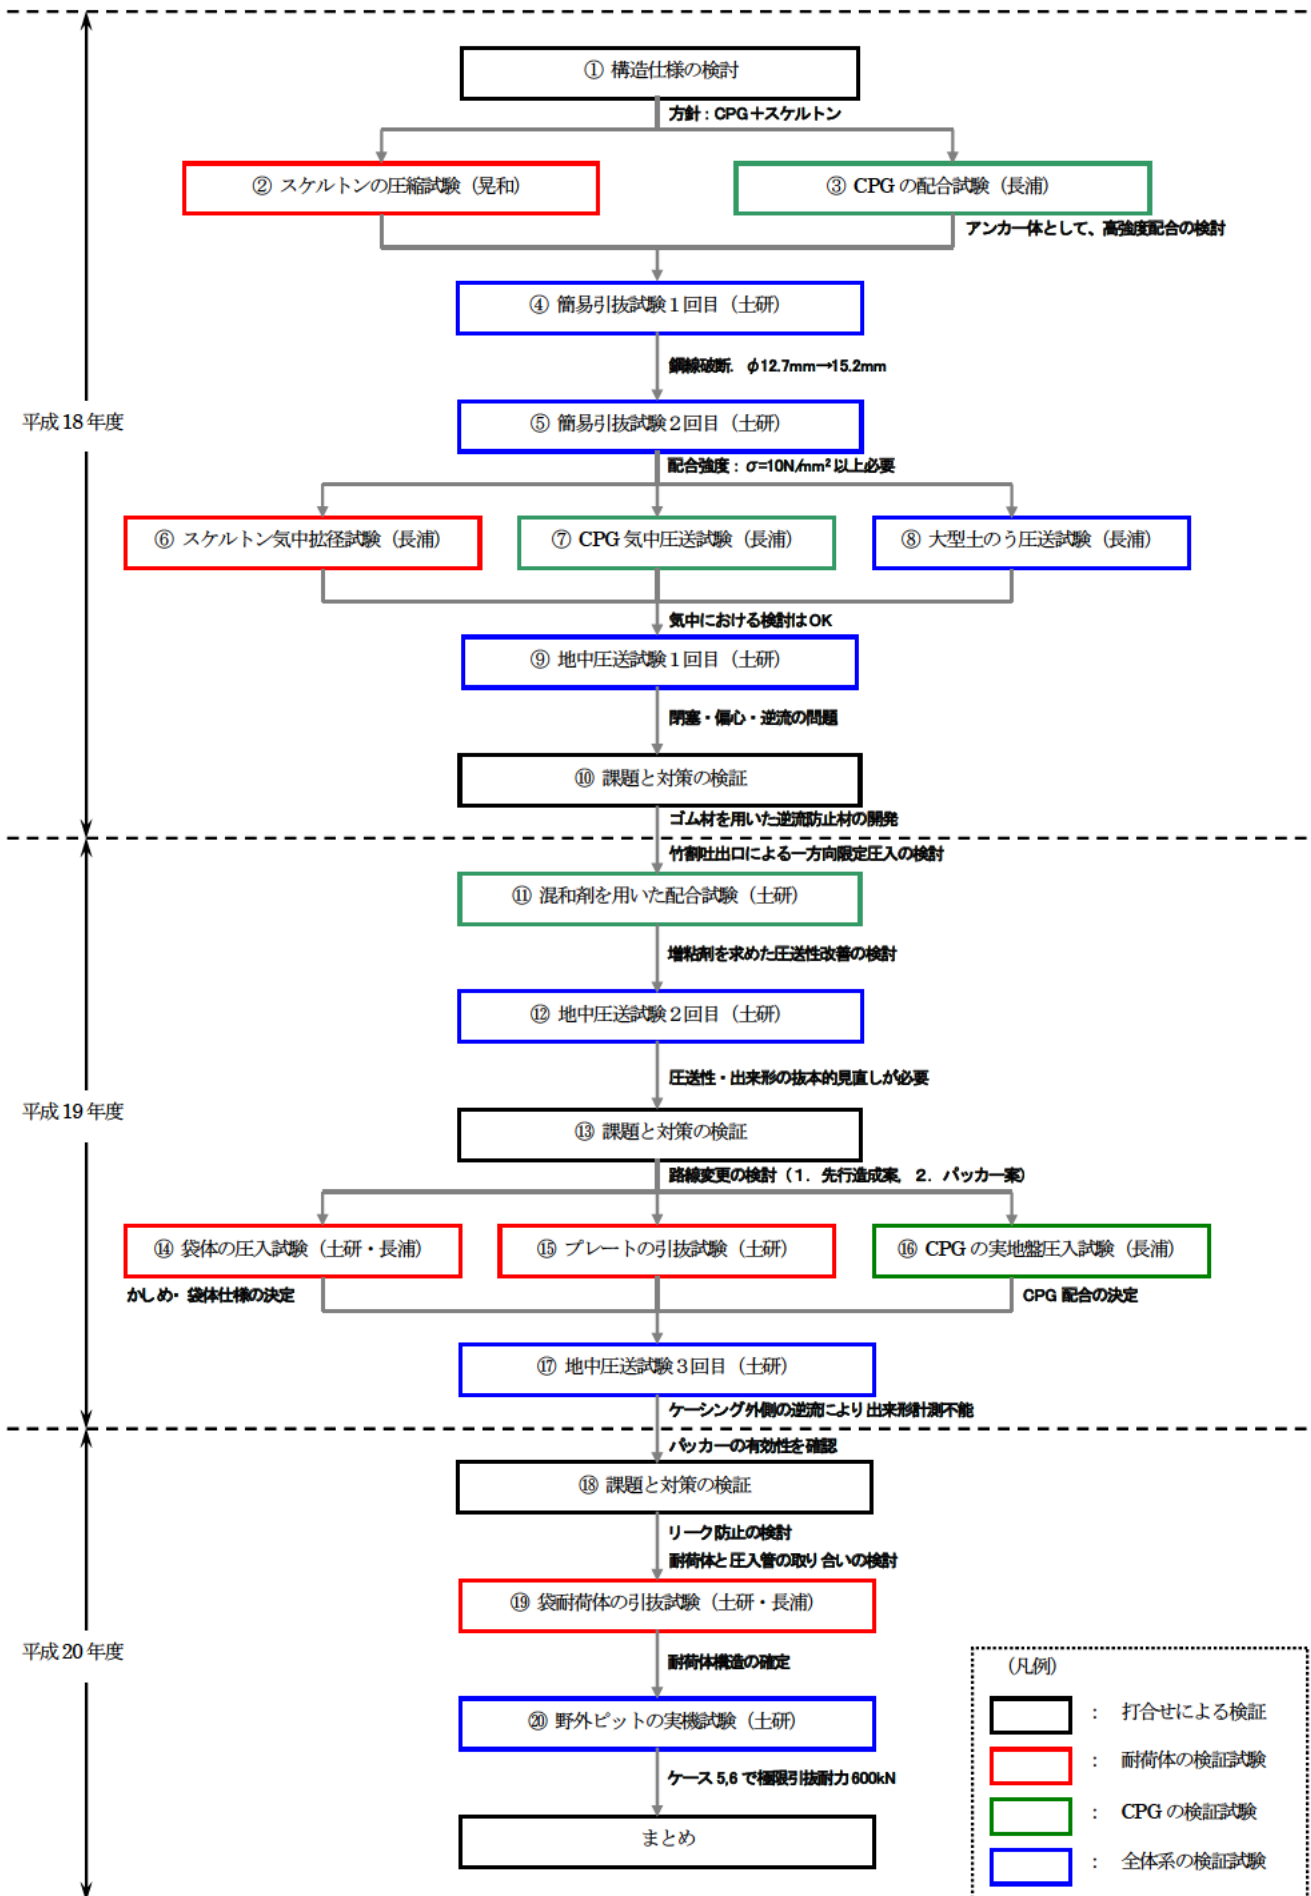 ① 構造仕様の検討
方針：CPG＋スケルトン
② スケルトンの圧縮試験（晃和）
③ CPG の配合試験（長浦）
アンカー体として、高強度配合の検討
④ 簡易引抜試験１回目（土研）
鋼線破断． φ12.7mm→15.2mm
平成 18 年度
⑤ 簡易引抜試験２回目（土研）
配合強度：σ=10N/mm²以上必要
⑥ スケルトン気中拡径試験（長浦）
⑦ CPG 気中圧送試験（長浦）
⑧ 大型土のう圧送試験（長浦）
気中における検討は OK
⑨ 地中圧送試験１回目（土研）
閉塞・偏心・逆流の問題
⑩ 課題と対策の検証
ゴム材を用いた逆流防止材の開発
竹割吐出口による一方向限定圧入の検討
⑪ 混和剤を用いた配合試験（土研）
増粘剤を求めた圧送性改善の検討
⑫ 地中圧送試験２回目（土研）
圧送性・出来形の抜本的見直しが必要
平成 19 年度
⑬ 課題と対策の検証
路線変更の検討（１．先行造成案，２．パッカー案）
⑭ 袋体の圧入試験（土研・長浦）
⑮ プレートの引抜試験（土研）
⑯ CPG の実地盤圧入試験（長浦）
かしめ・袋体仕様の決定
CPG 配合の決定
⑰ 地中圧送試験３回目（土研）
ケーシング外側の逆流により出来形計測不能
パッカーの有効性を確認
⑱ 課題と対策の検証
リーク防止の検討
耐荷体と圧入管の取り合いの検討
⑲ 袋耐荷体の引抜試験（土研・長浦）
平成 20 年度
耐荷体構造の確定
⑳ 野外ピットの実機試験（土研）
ケース 5,6 で極限引抜耐力 600kN
まとめ
（凡例）
： 打合せによる検証
： 耐荷体の検証試験
： CPG の検証試験
： 全体系の検証試験